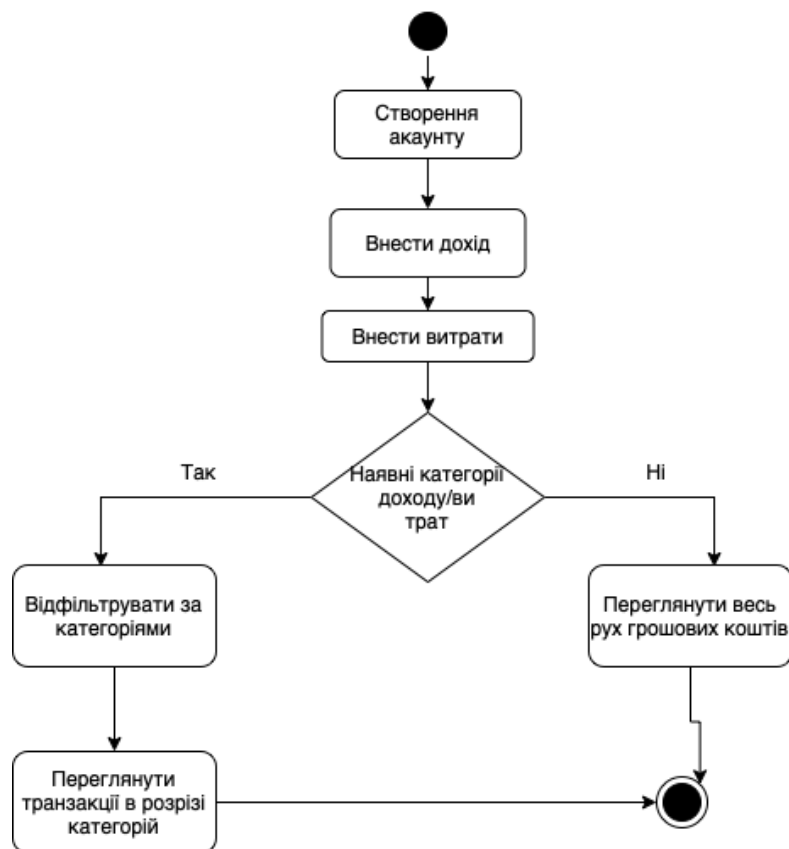 Створення
акаунту
Внести дохід
Внести витрати
Так
Наявні категорії
доходу/ви
трат
Ні
Відфільтрувати за
категоріями
Переглянути весь
рух грошових коштів
Переглянути
транзакції в розрізі
категорій